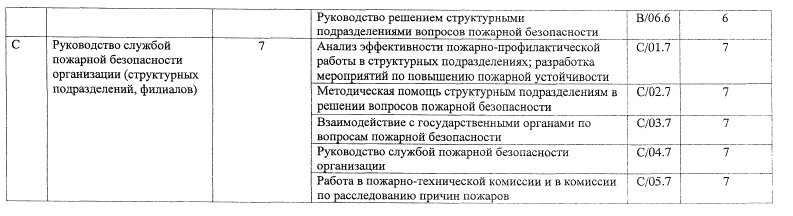 Руководство решением структурными B/06.6 6
подразделениями вопросов пожарной безопасности
C Руководство службой 7 Анализ эффективности пожарно-профилактической C/01.7 7
пожарной безопасности работы в структурных подразделениях; разработка
организации (структурных мероприятий по повышению пожарной устойчивости
подразделений, филиалов) Методическая помощь структурным подразделениям в C/02.7 7
решении вопросов пожарной безопасности
Взаимодействие с государственными органами по C/03.7 7
вопросам пожарной безопасности
Руководство службой пожарной безопасности C/04.7 7
организации
Работа в пожарно-технической комиссии и в комиссии C/05.7 7
по расследованию причин пожаров